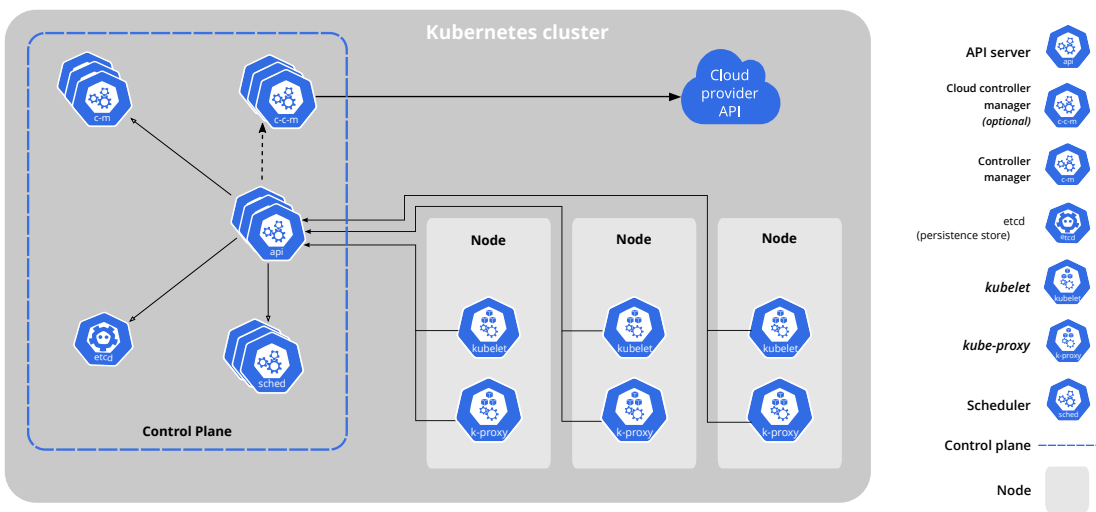 Kubernetes cluster
c-m
c-c-m
Cloud
provider
API
api
Node
Node
Node
etcd
sched
kubelet
kubelet
kubelet
k-proxy
k-proxy
k-proxy
Control Plane
API server
api
Cloud controller
manager
(optional)
c-c-m
Controller
manager
c-m
etcd
(persistence store)
etcd
kubelet
kubelet
kube-proxy
k-proxy
Scheduler
sched
Control plane
Node